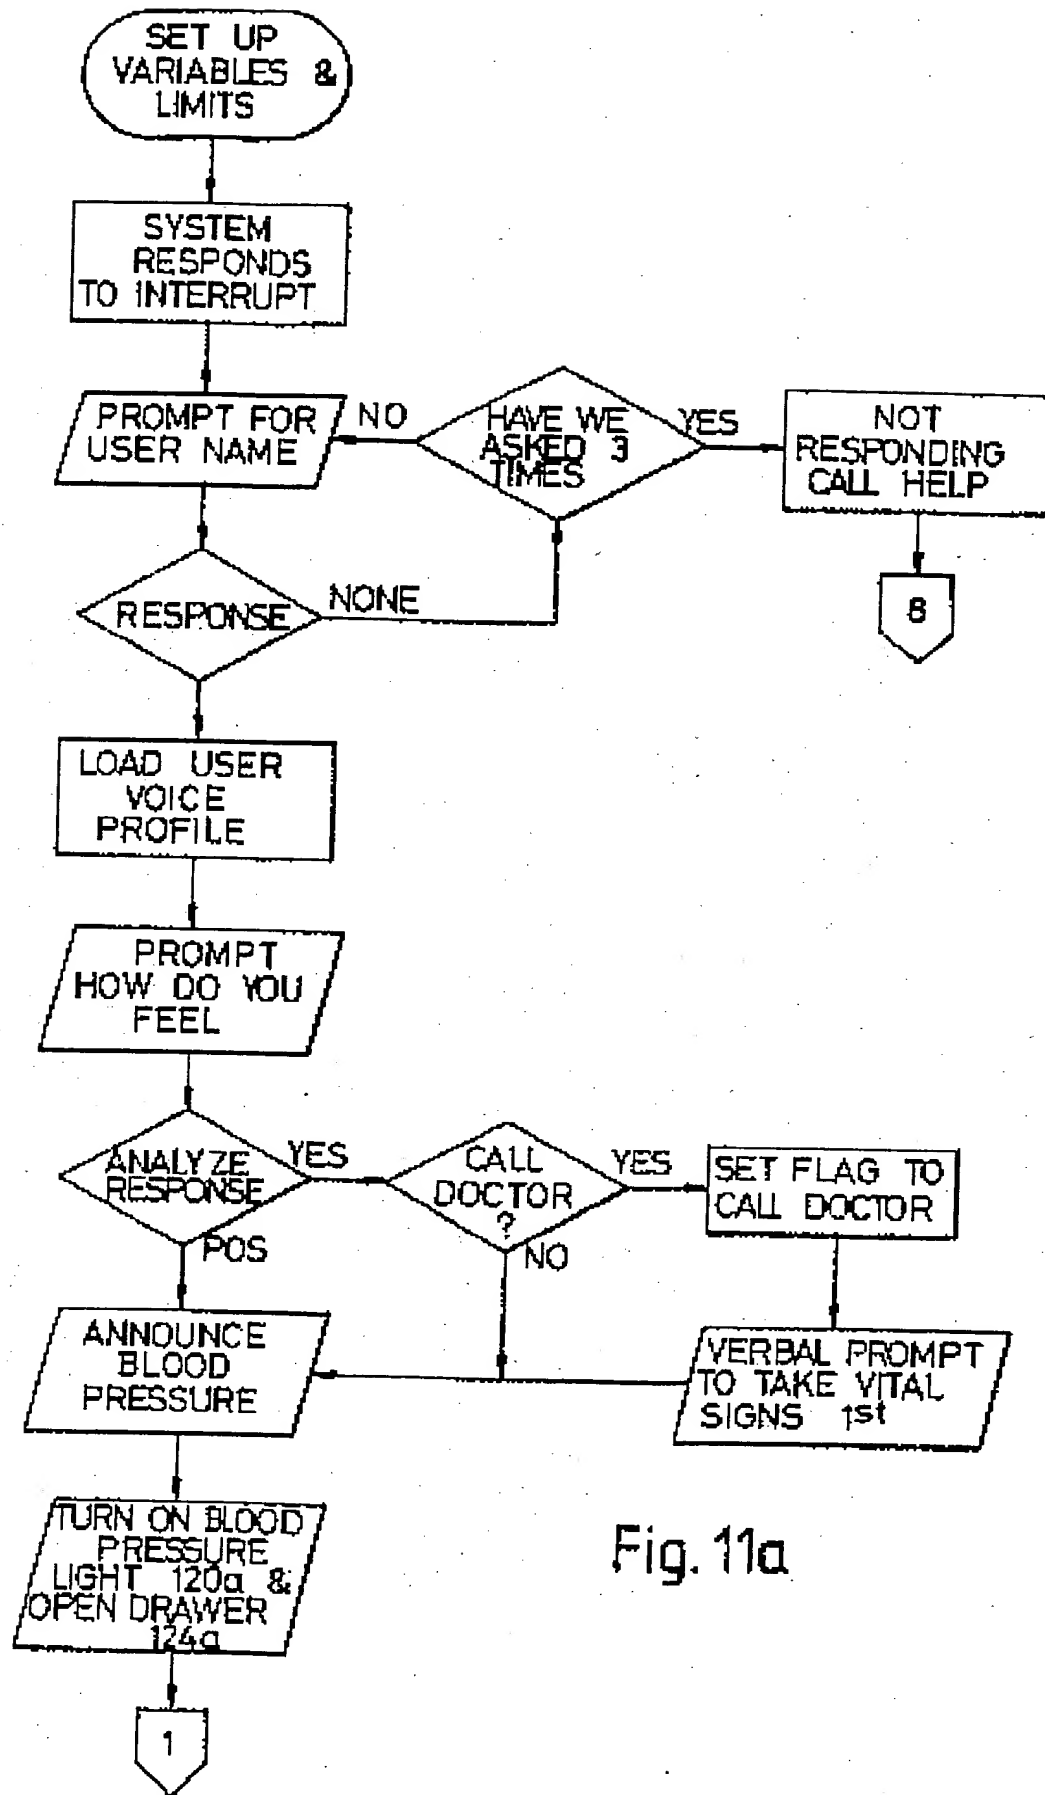 SET UP
VARIABLES &
LIMITS
SYSTEM
RESPONDS
TO INTERRUPT
PROMPT FOR
USER NAME
NO
HAVE WE
ASKED 3
TIMES
YES
NOT
RESPONDING
CALL HELP
RESPONSE
NONE
8
LOAD USER
VOICE
PROFILE
PROMPT
HOW DO YOU
FEEL
ANALYZE
RESPONSE
YES
POS
CALL
DOCTOR
?
YES
NO
SET FLAG TO
CALL DOCTOR
ANNOUNCE
BLOOD
PRESSURE
VERBAL PROMPT
TO TAKE VITAL
SIGNS 1st
TURN ON BLOOD
PRESSURE
LIGHT 120a &
OPEN DRAWER
124a
Fig. 11a
1